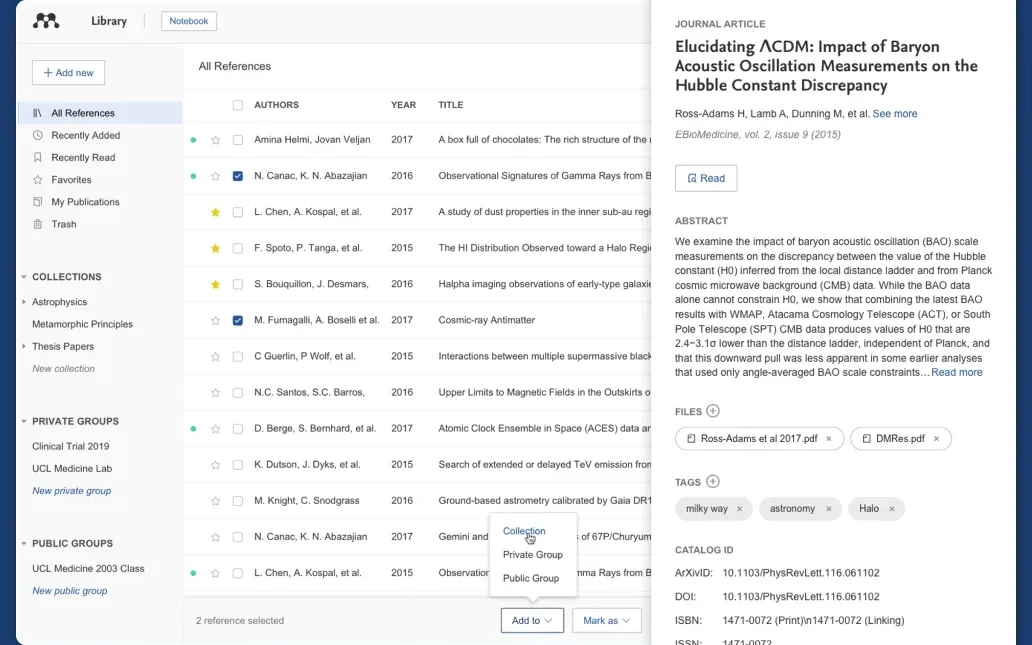 Library
Notebook
+ Add new
All References
Recently Added
Recently Read
Favorites
My Publications
Trash
COLLECTIONS
Astrophysics
Metamorphic Principles
Thesis Papers
New collection
PRIVATE GROUPS
Clinical Trial 2019
UCL Medicine Lab
New private group
PUBLIC GROUPS
UCL Medicine 2003 Class
New public group
All References
AUTHORS YEAR TITLE
Amina Helmi, Jovan Veljan 2017 A box full of chocolates: The rich structure of the
N. Canac, K. N. Abazajian 2016 Observational Signatures of Gamma Rays from
L. Chen, A. Kospal, et al. 2017 A study of dust properties in the inner sub-au regi
F. Spoto, P. Tanga, et al. 2015 The HI Distribution Observed toward a Halo Regi
S. Bouquillon, J. Desmars, 2016 Halpha imaging observations of early-type galaxi
M. Fumagalli, A. Boselli et al. 2017 Cosmic-ray Antimatter
C Guerlin, P Wolf, et al. 2015 Interactions between multiple supermassive black
N.C. Santos, S.C. Barros, 2016 Upper Limits to Magnetic Fields in the Outskirts o
D. Berge, S. Bernhard, et al. 2017 Atomic Clock Ensemble in Space (ACES) data a
K. Dutson, J. Dyks, et al. 2015 Search of extended or delayed TeV emission fro
M. Knight, C. Snodgrass 2016 Ground-based astrometry calibrated by Gaia DR1
N. Canac, K. N. Abazajian 2017 Gemini and s of 67P/Churyum
L. Chen, A. Kospal, et al. 2015 Observation mma Rays from B
Collection
Private Group
Public Group
2 reference selected
Add to
Mark as
JOURNAL ARTICLE
Elucidating ΛCDM: Impact of Baryon
Acoustic Oscillation Measurements on the
Hubble Constant Discrepancy
Ross-Adams H, Lamb A, Dunning M, et al. See more
EBioMedicine, vol. 2, issue 9 (2015)
Read
ABSTRACT
We examine the impact of baryon acoustic oscillation (BAO) scale
measurements on the discrepancy between the value of the Hubble
constant (H0) inferred from the local distance ladder and from Planck
cosmic microwave background (CMB) data. While the BAO data
alone cannot constrain H0, we show that combining the latest BAO
results with WMAP, Atacama Cosmology Telescope (ACT), or South
Pole Telescope (SPT) CMB data produces values of H0 that are
2.4−3.1σ lower than the distance ladder, independent of Planck, and
that this downward pull was less apparent in some earlier analyses
that used only angle-averaged BAO scale constraints… Read more
FILES
Ross-Adams et al 2017.pdf ×
DMRes.pdf ×
TAGS
milky way ×
astronomy ×
Halo ×
CATALOG ID
ArXivID: 10.1103/PhysRevLett.116.061102
DOI: 10.1103/PhysRevLett.116.061102
ISBN: 1471-0072 (Print)\n1471-0072 (Linking)
ISSN: 1471-0072